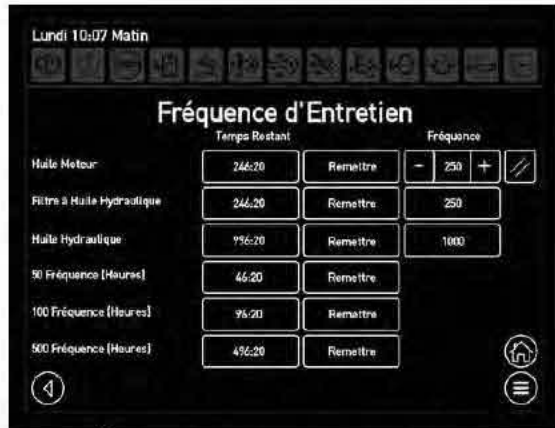 Lundi 10:07 Matin
Fréquence d'Entretien
Temps Restant Fréquence
Huile Moteur 246:20 Remettre - 250 +
Filtre à Huile Hydraulique 246:20 Remettre 250
Huile Hydraulique 996:20 Remettre 1000
50 Fréquence (Heures) 46:20 Remettre
100 Fréquence (Heures) 96:20 Remettre
500 Fréquence (Heures) 496:20 Remettre